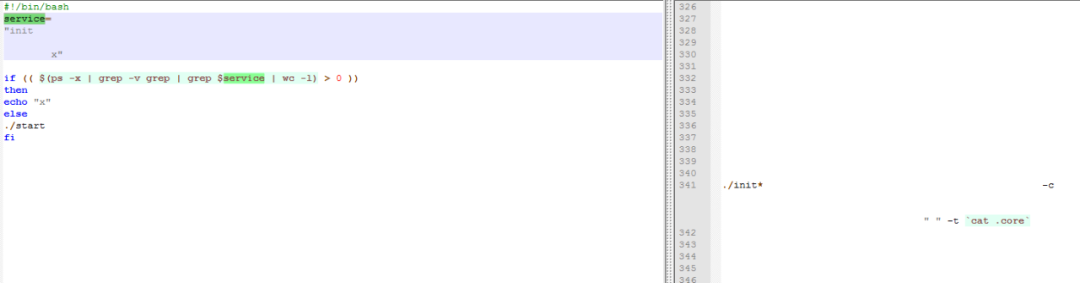 #!/bin/bash
service=
"init
x"
if (( $(ps -x | grep -v grep | grep $service | wc -l) > 0 ))
then
echo "x"
else
./start
fi
326
327
328
329
330
331
332
333
334
335
336
337
338
339
340
341 ./init* -c
" " -t `cat .core`
342
343
344
345
346